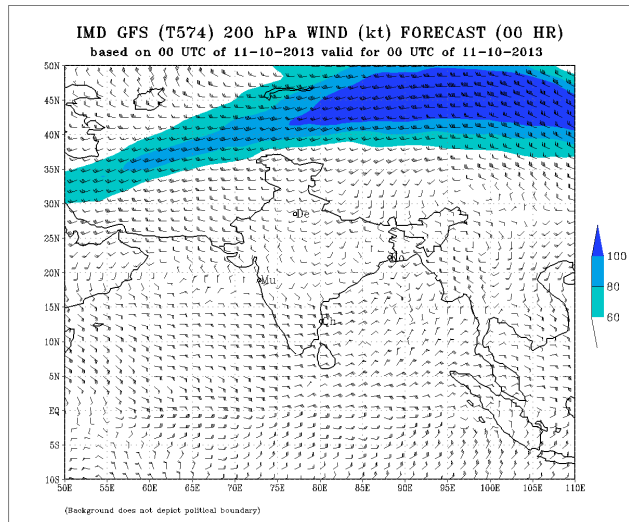 IMD GFS (T574) 200 hPa WIND (kt) FORECAST (00 HR)
based on 00 UTC of 11-10-2013 valid for 00 UTC of 11-10-2013
50N
45N
40N
35N
30N
25N
20N
15N
10N
5N
EQ
5S
10S
De
Mu
Ch
100
80
60
50E 55E 60E 65E 70E 75E 80E 85E 90E 95E 100E 105E 110E
(Background does not depict political boundary)